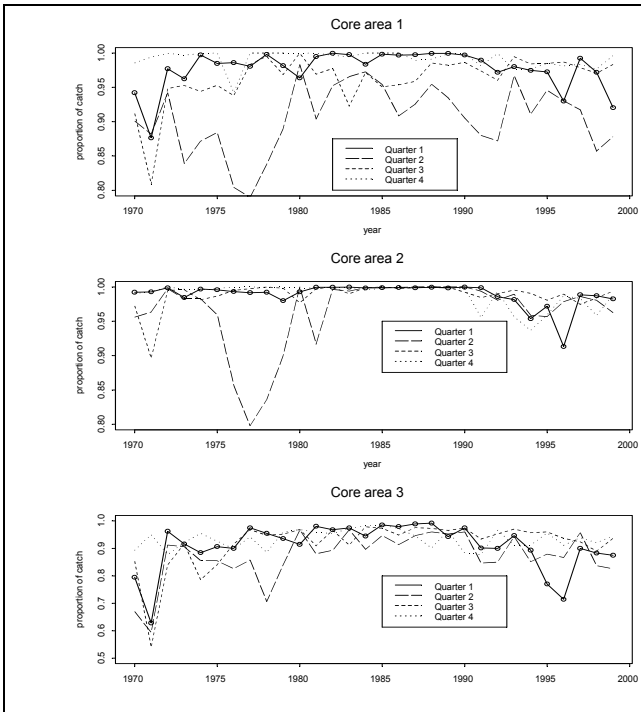 Core area 1
proportion of catch
1.00
0.95
0.90
0.85
0.80
Quarter 1
Quarter 2
Quarter 3
Quarter 4
1970
1975
1980
1985
1990
1995
2000
year
Core area 2
proportion of catch
1.00
0.95
0.90
0.85
0.80
Quarter 1
Quarter 2
Quarter 3
Quarter 4
1970
1975
1980
1985
1990
1995
2000
year
Core area 3
proportion of catch
1.0
0.9
0.8
0.7
0.6
0.5
Quarter 1
Quarter 2
Quarter 3
Quarter 4
1970
1975
1980
1985
1990
1995
2000
year